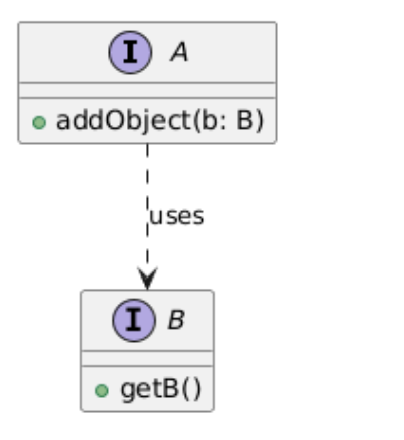 I A
addObject(b: B)
uses
I B
getB()